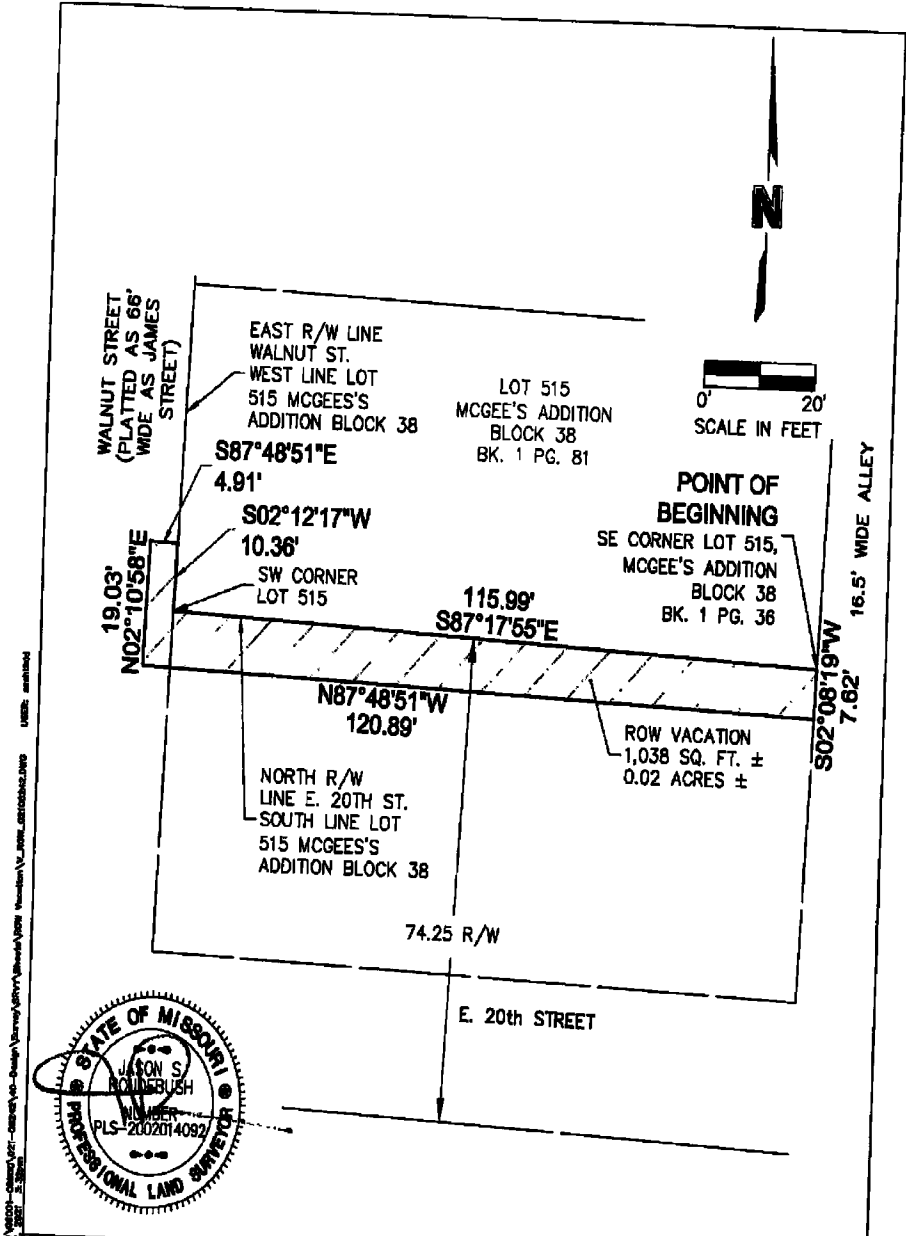 N
WALNUT STREET
(PLATTED AS 66'
WIDE AS JAMES
STREET)
EAST R/W LINE
WALNUT ST.
WEST LINE LOT
515 MCGEES'S
ADDITION BLOCK 38
LOT 515
MCGEE'S ADDITION
BLOCK 38
BK. 1 PG. 81
0' 20'
SCALE IN FEET
S87°48'51"E
4.91'
S02°12'17"W
10.36'
SW CORNER
LOT 515
19.03'
N02°10'58"E
POINT OF
BEGINNING
SE CORNER LOT 515,
MCGEE'S ADDITION
BLOCK 38
BK. 1 PG. 36
16.5' WIDE ALLEY
115.99'
S87°17'55"E
N87°48'51"W
120.89'
S02°08'19"W
7.62'
ROW VACATION
1,038 SQ. FT. ±
0.02 ACRES ±
NORTH R/W
LINE E. 20TH ST.
SOUTH LINE LOT
515 MCGEES'S
ADDITION BLOCK 38
74.25 R/W
E. 20th STREET
STATE OF MISSOURI
JASON S.
ROUDEBUSH
NUMBER
PLS-2002014092
PROFESSIONAL LAND SURVEYOR